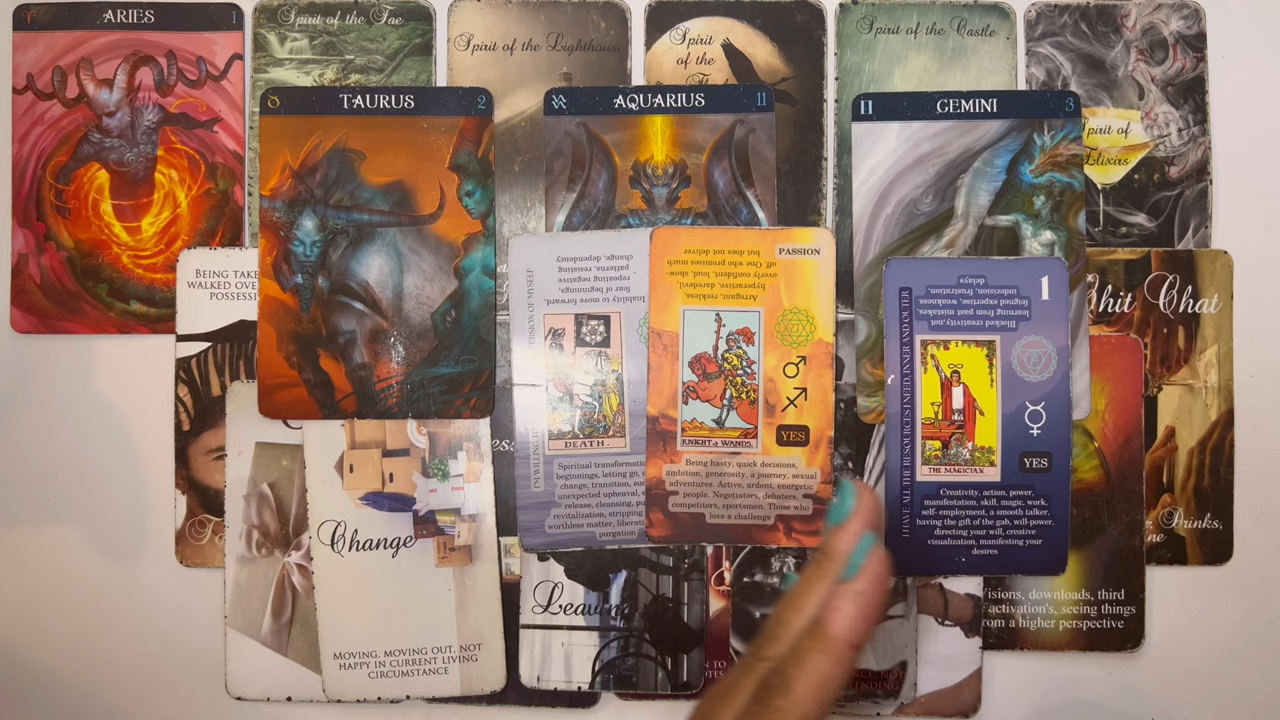 ARIES 1
Spirit of the Fae
Spirit of the Lighthouse
Spirit
of the
Spirit of the Castle
Spirit of
Elixirs
TAURUS 2
AQUARIUS 11
GEMINI 3
BEING TAKE
WALKED OVE
POSSESSI
Inability to move forward,
fear of beginnings,
repeating negative
patterns, resisting
change, dependency
DEATH.
Spiritual transformatio
beginnings, letting go,
change, transition, su
unexpected upheaval,
release, cleansing, pu
revitalization, stripping
worthless matter, liberat
purgation
PASSION
Arrogant, reckless,
hyperactive, daredevil,
overly confident, loud, show-
off. One who promises much
but does not deliver
KNIGHT of WANDS.
YES
Being hasty, quick decisions,
ambition, generosity, a journey, sexual
adventures. Active, ardent, energetic
people. Negotiators, debaters,
competitors, sportsmen. Those who
love a challenge
I HAVE ALL THE RESOURCES I NEED, INNER AND OUTER
1
Blocked creativity, not
learning from past mistakes,
feigned expertise, weakness,
indecision, frustration,
delays
THE MAGICIAN
YES
Creativity, action, power,
manifestation, skill, magic, work,
self- employment, a smooth talker,
having the gift of the gab, will-power,
directing your will, creative
visualization, manifesting your
desires
Chit Chat
Drinks,
Change
MOVING, MOVING OUT, NOT
HAPPY IN CURRENT LIVING
CIRCUMSTANCE
Leaving
Visions, downloads, third
activation's, seeing things
rom a higher perspective